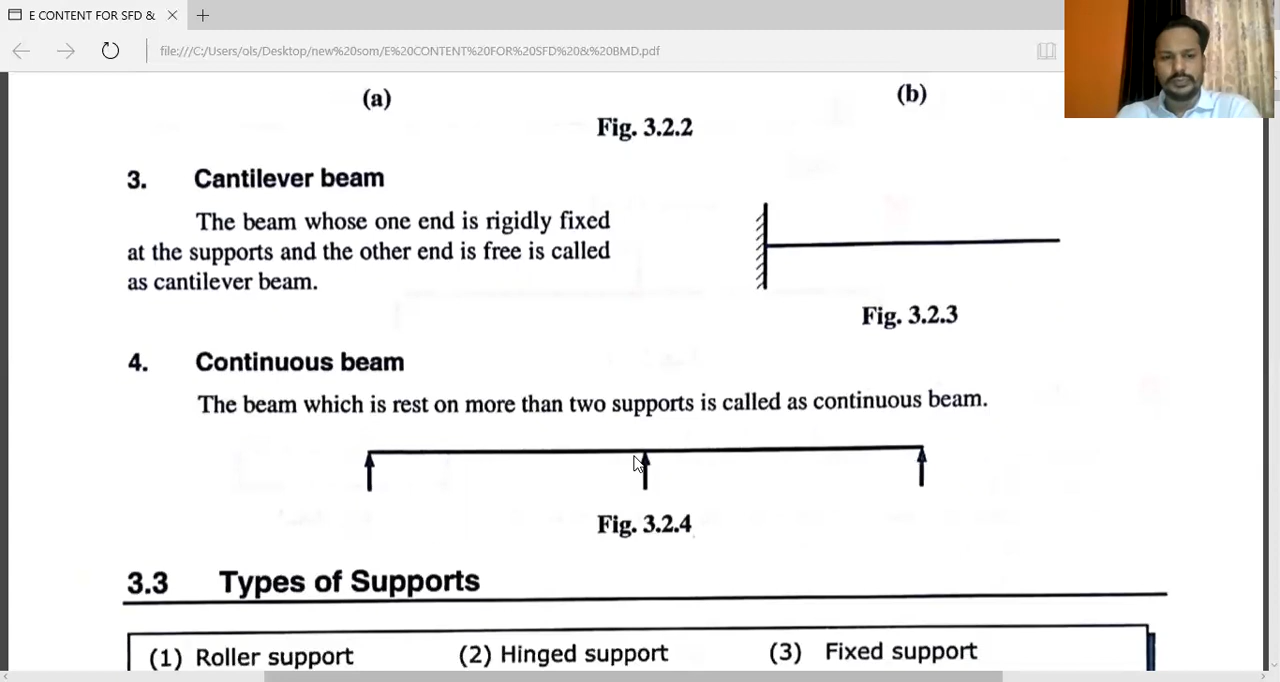 E CONTENT FOR SFD &
file:///C:/Users/ols/Desktop/new%20som/E%20CONTENT%20FOR%20SFD%20&%20BMD.pdf
(a) (b)
Fig. 3.2.2
3. Cantilever beam
The beam whose one end is rigidly fixed
at the supports and the other end is free is called
as cantilever beam.
Fig. 3.2.3
4. Continuous beam
The beam which is rest on more than two supports is called as continuous beam.
Fig. 3.2.4
3.3 Types of Supports
(1) Roller support (2) Hinged support (3) Fixed support